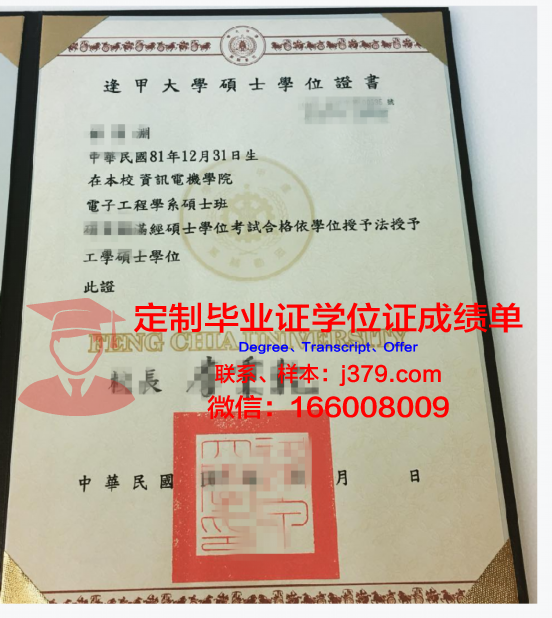 逢甲大學碩士學位證書
號
中華民國81年12月31日生
在本校 資訊電機學院
電子工程學系碩士班
經碩士學位考試合格依學位授予法授予
工學碩士學位
此證
定制毕业证学位证成绩单
FENG CHIA UNIVERSITY
Degree、Transcript、Offer
联系、样本：j379.com
長
微信：166008009
中華民國 月 日